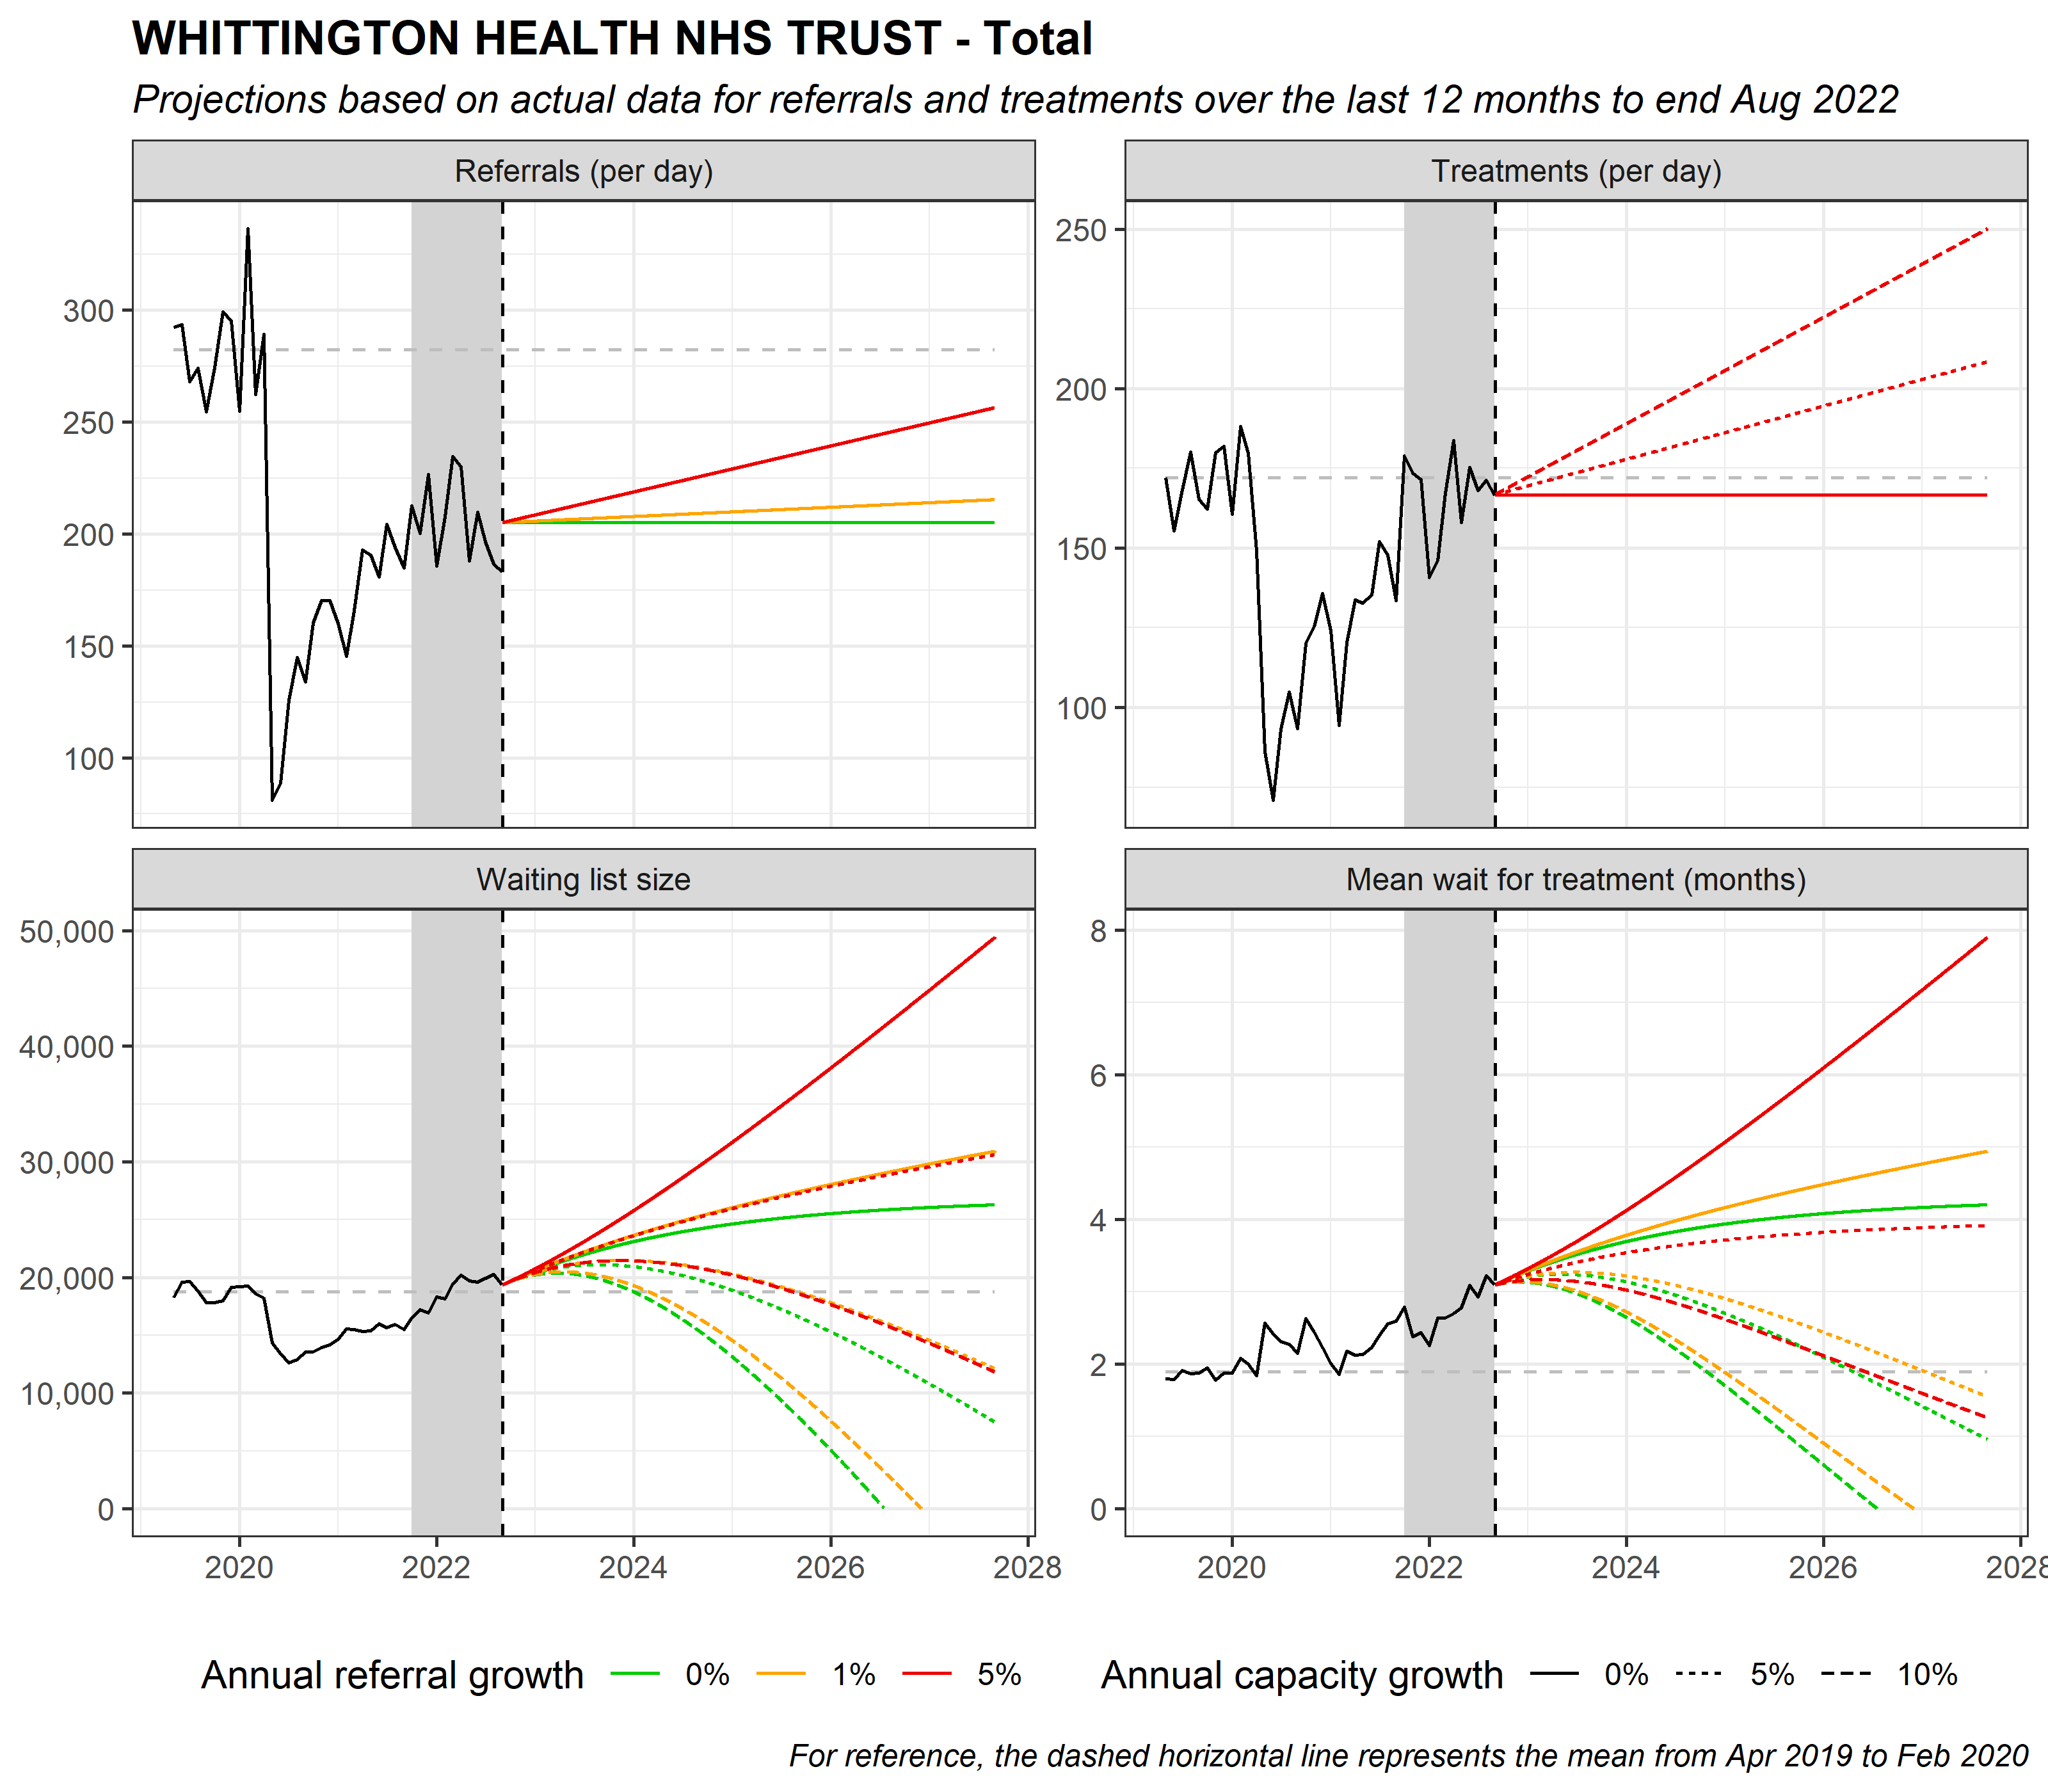 WHITTINGTON HEALTH NHS TRUST - Total
Projections based on actual data for referrals and treatments over the last 12 months to end Aug 2022
Referrals (per day)
300
250
200
150
100
Treatments (per day)
250
200
150
100
Waiting list size
50,000
40,000
30,000
20,000
10,000
0
2020 2022 2024 2026 2028
Mean wait for treatment (months)
8
6
4
2
0
2020 2022 2024 2026 2028
Annual referral growth 0% 1% 5%
Annual capacity growth 0% 5% 10%
For reference, the dashed horizontal line represents the mean from Apr 2019 to Feb 2020